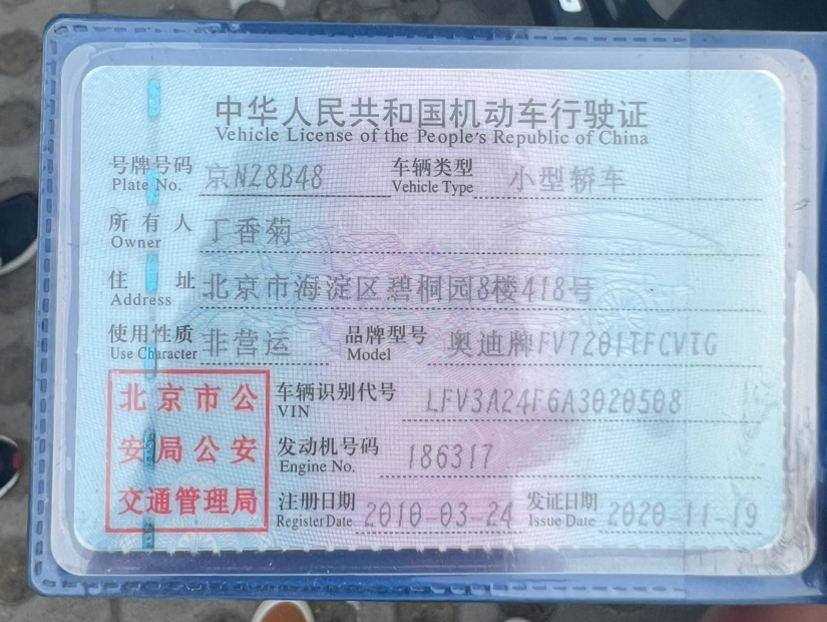 中华人民共和国机动车行驶证
Vehicle License of the People's Republic of China
号牌号码 京NZ8B48 车辆类型 小型轿车
Plate No. Vehicle Type
所有人 丁香菊
Owner
住址 北京市海淀区碧桐园8楼418号
Address
使用性质 非营运 品牌型号 奥迪牌FV7201TFCVTG
Use Character Model
北京市公安局公安交通管理局
车辆识别代号 LFV3A24F6A3020508
VIN
发动机号码 186317
Engine No.
注册日期 2010-03-24 发证日期 2020-11-19
Register Date Issue Date